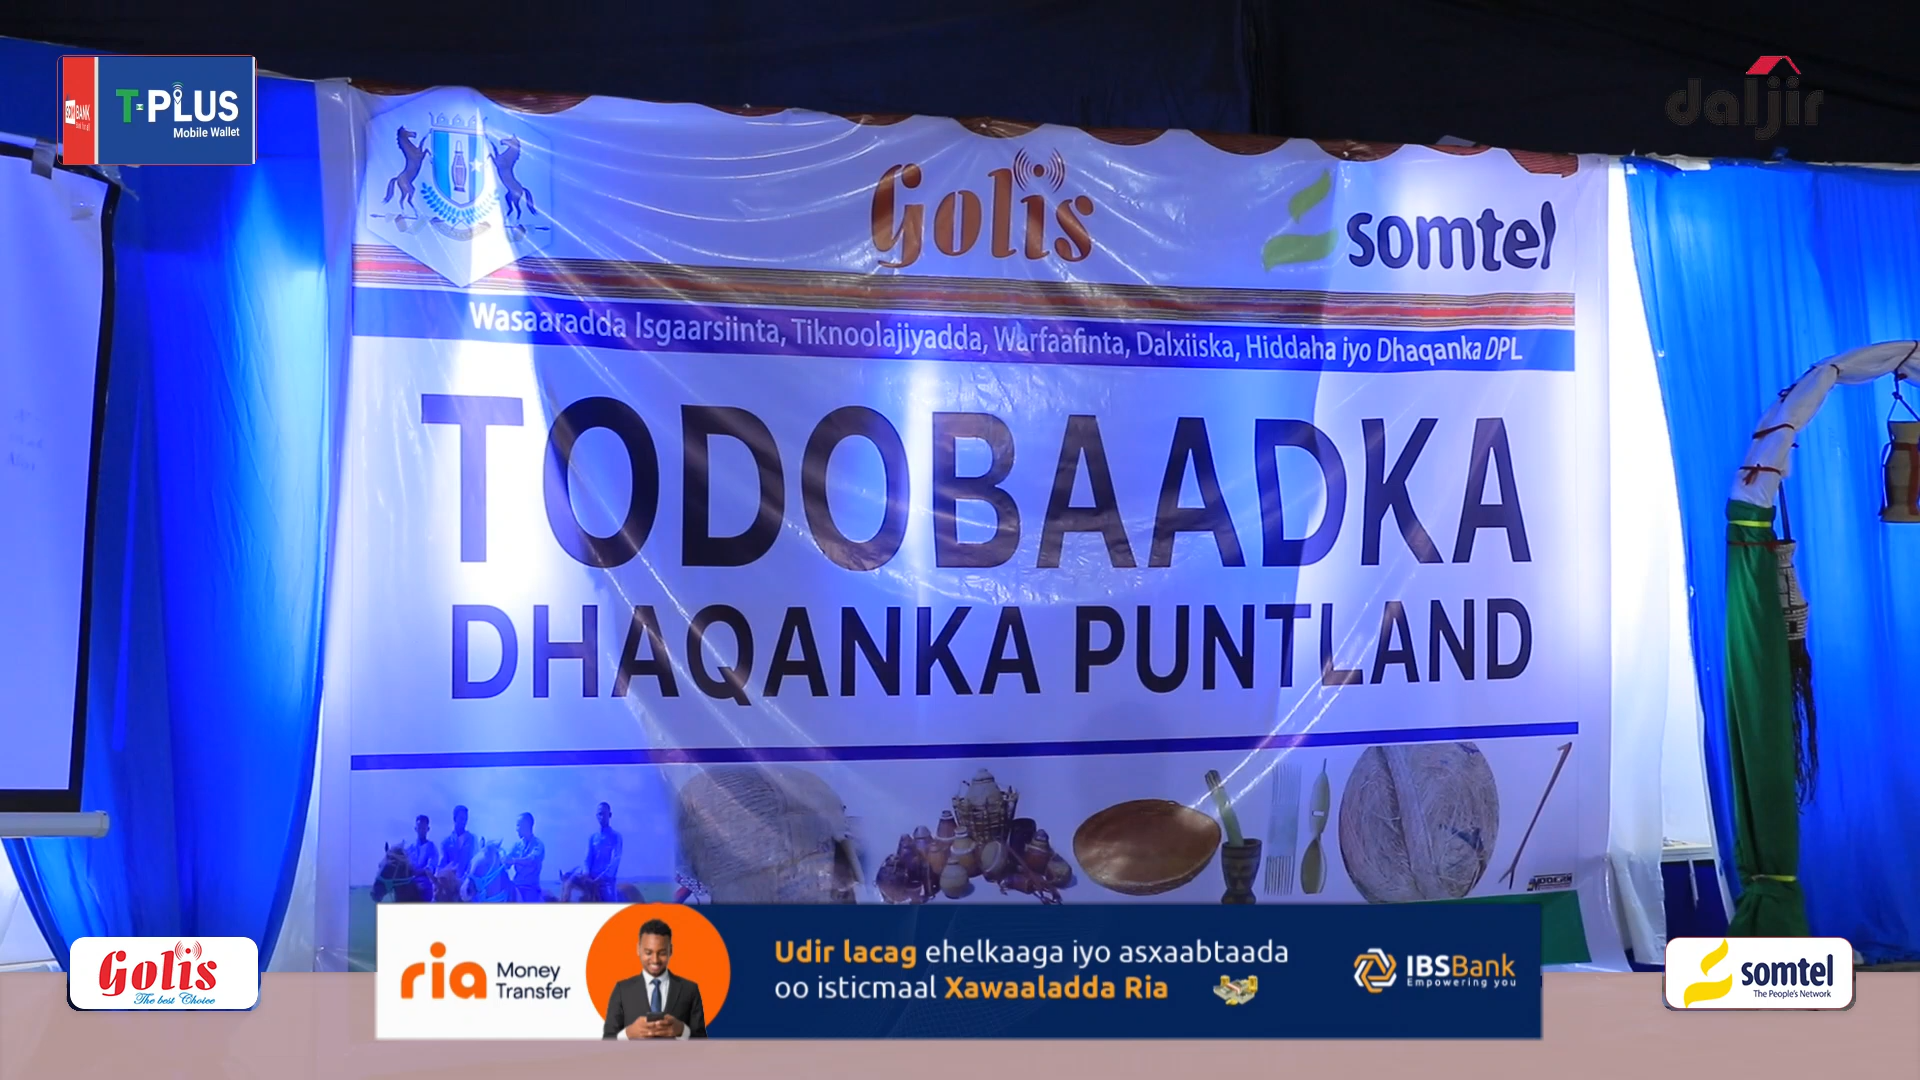 BANK
T-PLUS
Mobile Wallet
daljir
Golis
somtel
Wasaaradda Isgaarsiinta, Tiknoolajiyadda, Warfaafinta, Dalxiiska, Hiddaha iyo Dhaqanka DPL
TODOBAADKA
DHAQANKA PUNTLAND
Golis
The best Choice
ria Money
Transfer
Udir lacag ehelkaaga iyo asxaabtaada
oo isticmaal Xawaaladda Ria
IBSBank
Empowering you
somtel
The People's Network